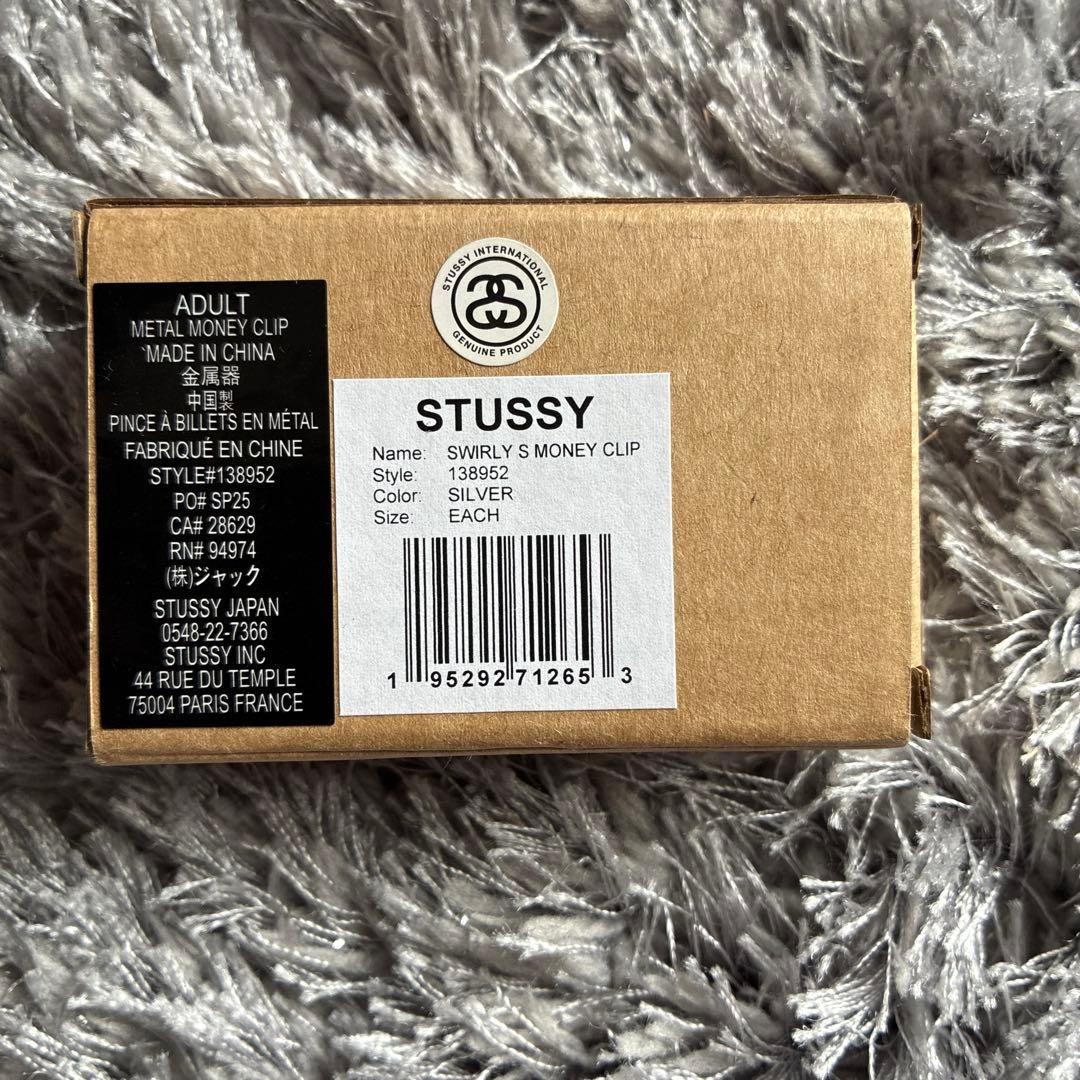 STUSSY INTERNATIONAL
GENUINE PRODUCT
ADULT
METAL MONEY CLIP
MADE IN CHINA
金属器
中国製
PINCE À BILLETS EN MÉTAL
FABRIQUÉ EN CHINE
STYLE#138952
PO# SP25
CA# 28629
RN# 94974
(株)ジャック
STUSSY JAPAN
0548-22-7366
STUSSY INC
44 RUE DU TEMPLE
75004 PARIS FRANCE
STUSSY
Name: SWIRLY S MONEY CLIP
Style: 138952
Color: SILVER
Size: EACH
1 95292 71265 3